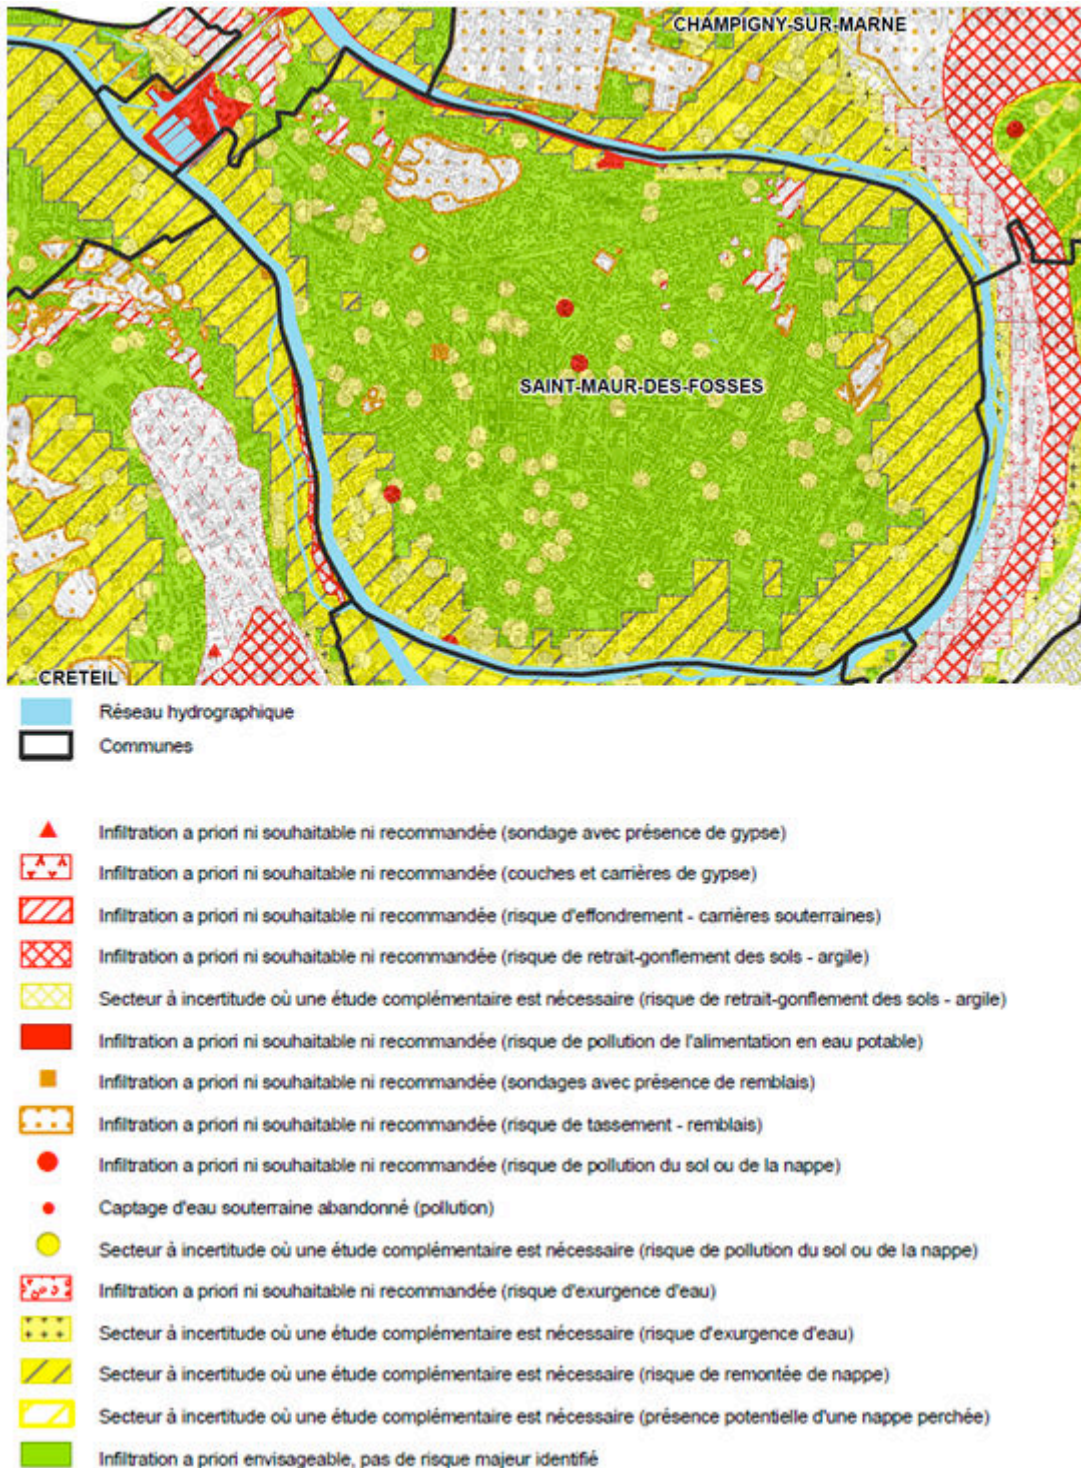 CHAMPIGNY-SUR-MARNE
SAINT-MAUR-DES-FOSSES
CRETEIL
Réseau hydrographique
Communes
Infiltration a priori ni souhaitable ni recommandée (sondage avec présence de gypse)
Infiltration a priori ni souhaitable ni recommandée (couches et carrières de gypse)
Infiltration a priori ni souhaitable ni recommandée (risque d'effondrement - carrières souterraines)
Infiltration a priori ni souhaitable ni recommandée (risque de retrait-gonflement des sols - argile)
Secteur à incertitude où une étude complémentaire est nécessaire (risque de retrait-gonflement des sols - argile)
Infiltration a priori ni souhaitable ni recommandée (risque de pollution de l'alimentation en eau potable)
Infiltration a priori ni souhaitable ni recommandée (sondages avec présence de remblais)
Infiltration a priori ni souhaitable ni recommandée (risque de tassement - remblais)
Infiltration a priori ni souhaitable ni recommandée (risque de pollution du sol ou de la nappe)
Captage d'eau souterraine abandonné (pollution)
Secteur à incertitude où une étude complémentaire est nécessaire (risque de pollution du sol ou de la nappe)
Infiltration a priori ni souhaitable ni recommandée (risque d'exurgence d'eau)
Secteur à incertitude où une étude complémentaire est nécessaire (risque d'exurgence d'eau)
Secteur à incertitude où une étude complémentaire est nécessaire (risque de remontée de nappe)
Secteur à incertitude où une étude complémentaire est nécessaire (présence potentielle d'une nappe perchée)
Infiltration a priori envisageable, pas de risque majeur identifié